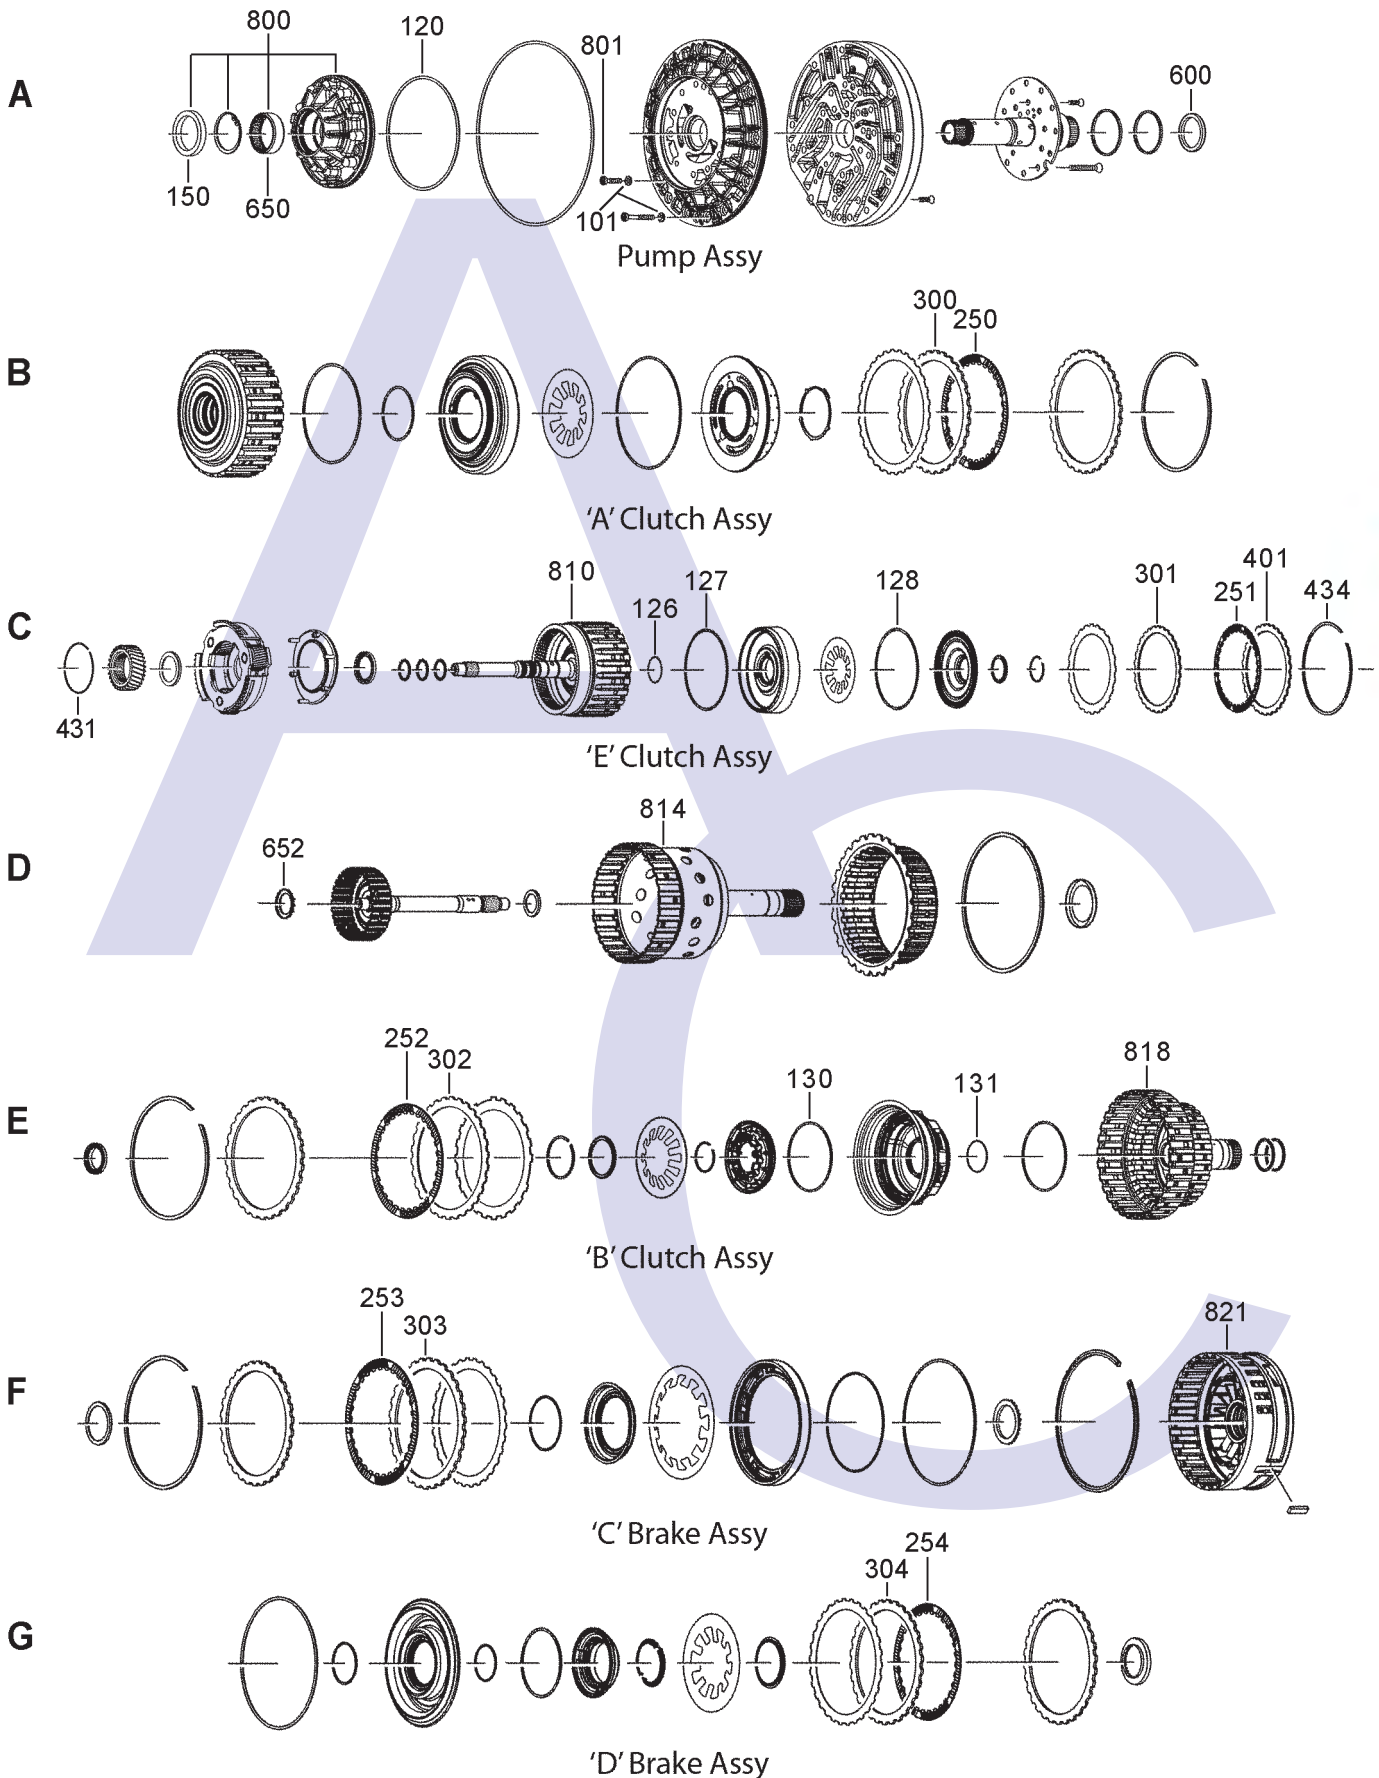 800
120
801
600
A
150
650
101
Pump Assy
300
250
B
'A' Clutch Assy
810
127
126
128
301
401
251
434
C
431
'E' Clutch Assy
814
652
D
252
302
130
131
818
E
'B' Clutch Assy
253
303
821
F
'C' Brake Assy
254
304
G
'D' Brake Assy